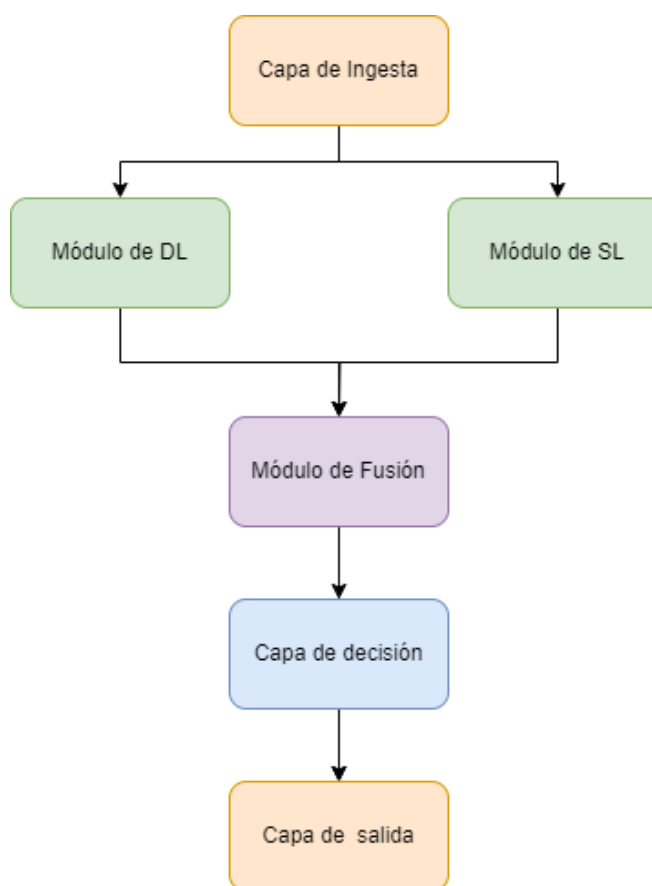 Capa de Ingesta
Módulo de DL
Módulo de SL
Módulo de Fusión
Capa de decisión
Capa de  salida